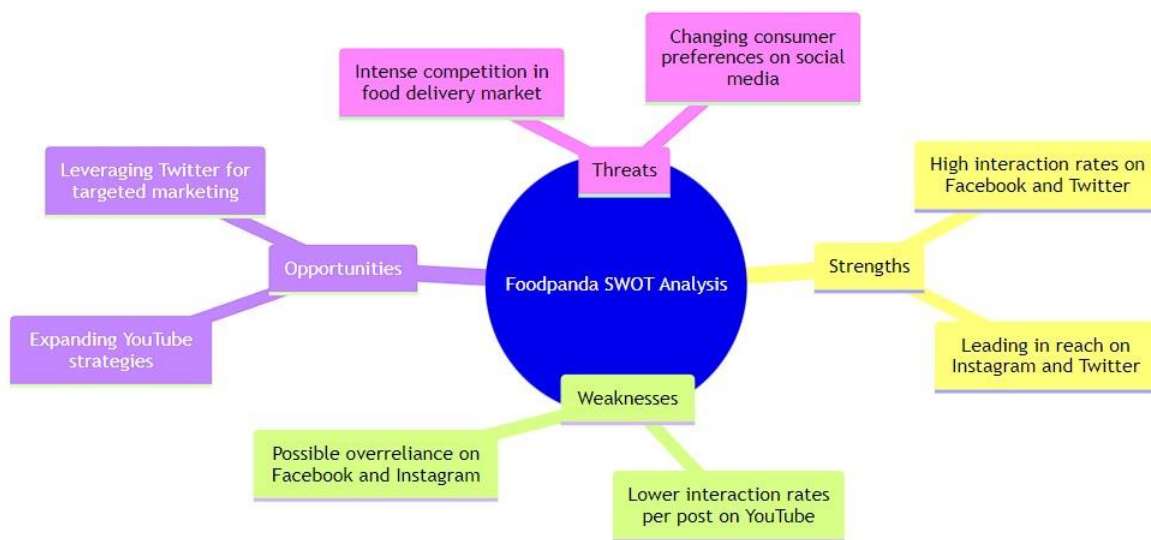 Changing consumer
preferences on social
media
Intense competition in
food delivery market
Threats
Leveraging Twitter for
targeted marketing
High interaction rates on
Facebook and Twitter
Opportunities
Foodpanda SWOT Analysis
Strengths
Expanding YouTube
strategies
Leading in reach on
Instagram and Twitter
Weaknesses
Possible overreliance on
Facebook and Instagram
Lower interaction rates
per post on YouTube